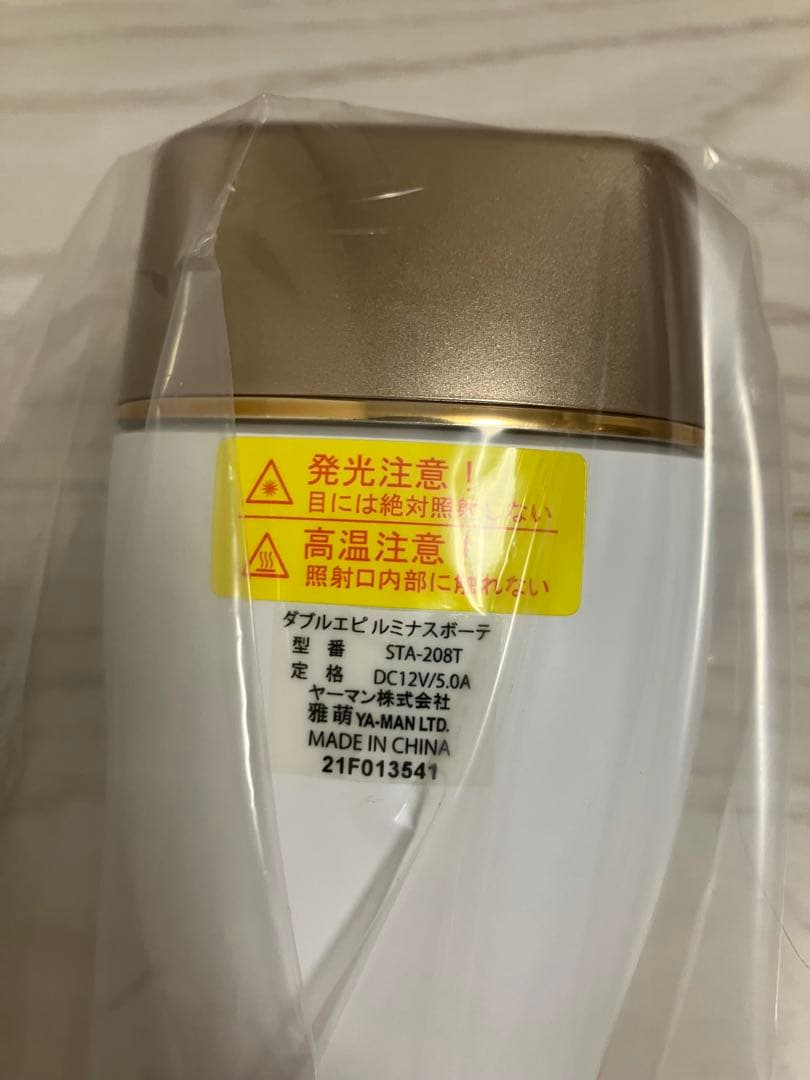 発光注意！
目には絶対照射しない
高温注意！
照射口内部に触れない
ダブルエピ ルミナスボーテ
型 番 STA-208T
定 格 DC12V/5.0A
ヤーマン株式会社
雅萌 YA-MAN LTD.
MADE IN CHINA
21F013541